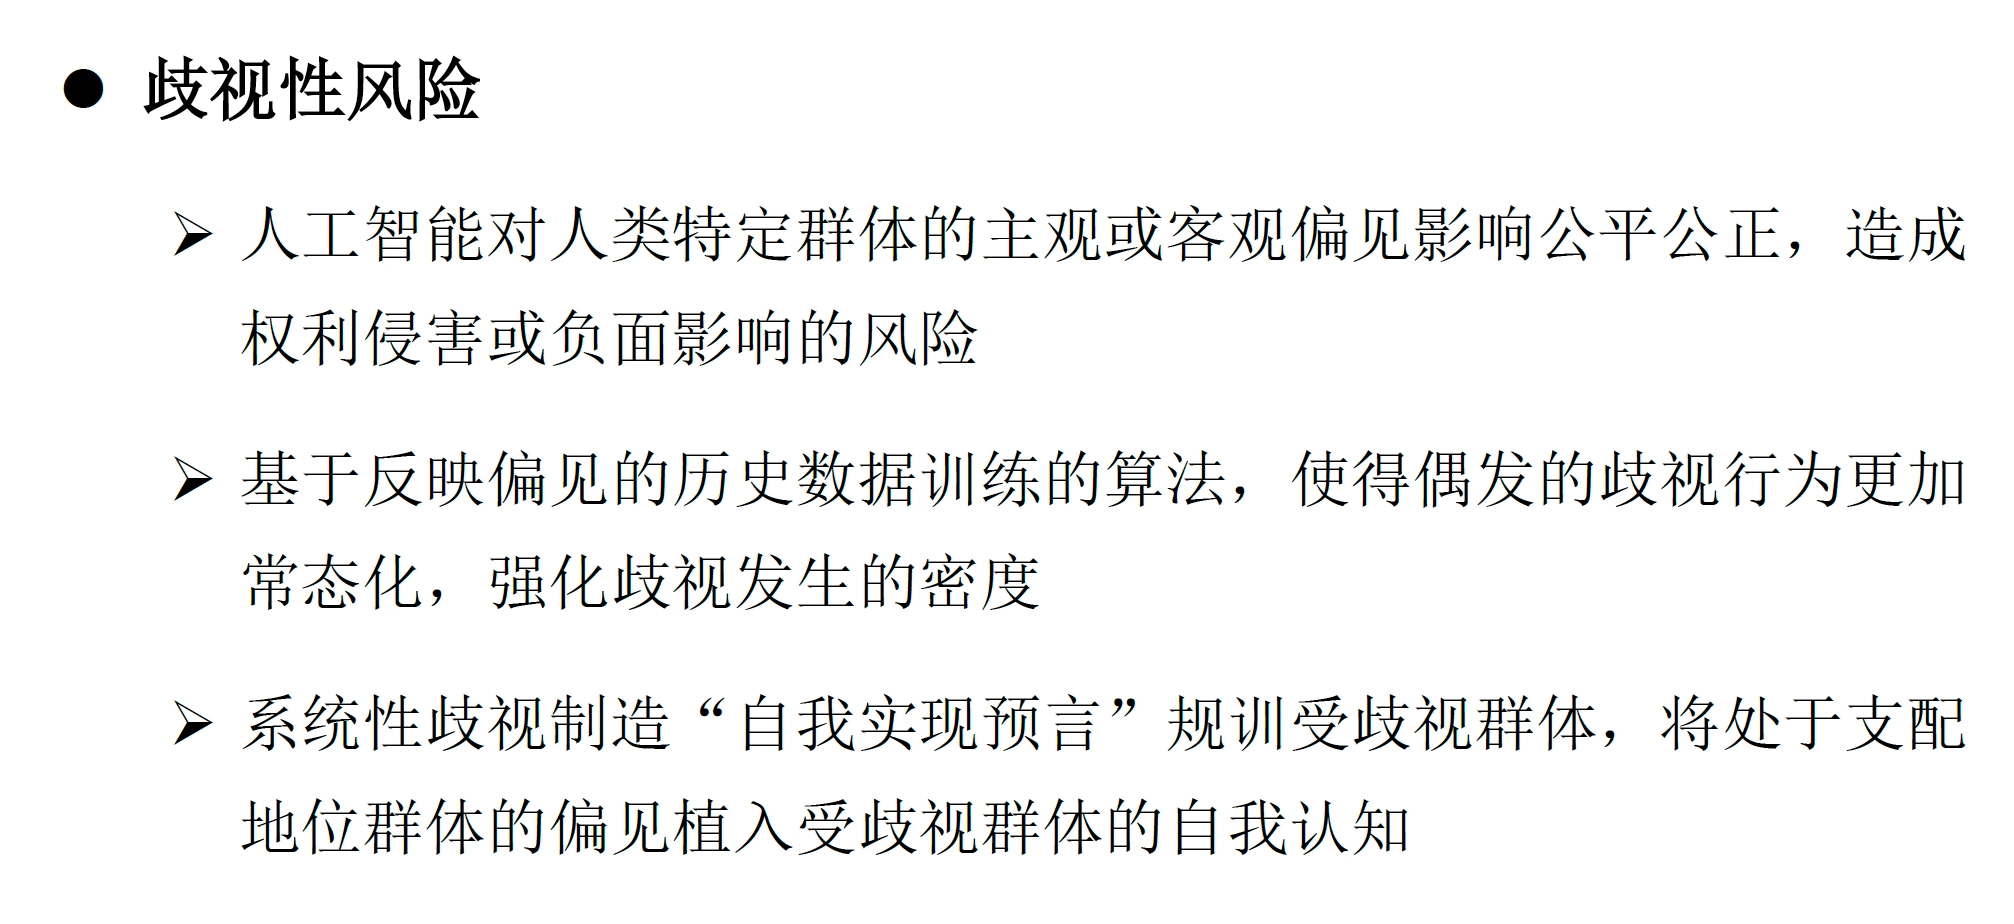 ● 歧视性风险
➢ 人工智能对人类特定群体的主观或客观偏见影响公平公正，造成
权利侵害或负面影响的风险
➢ 基于反映偏见的历史数据训练的算法，使得偶发的歧视行为更加
常态化，强化歧视发生的密度
➢ 系统性歧视制造“自我实现预言”规训受歧视群体，将处于支配
地位群体的偏见植入受歧视群体的自我认知